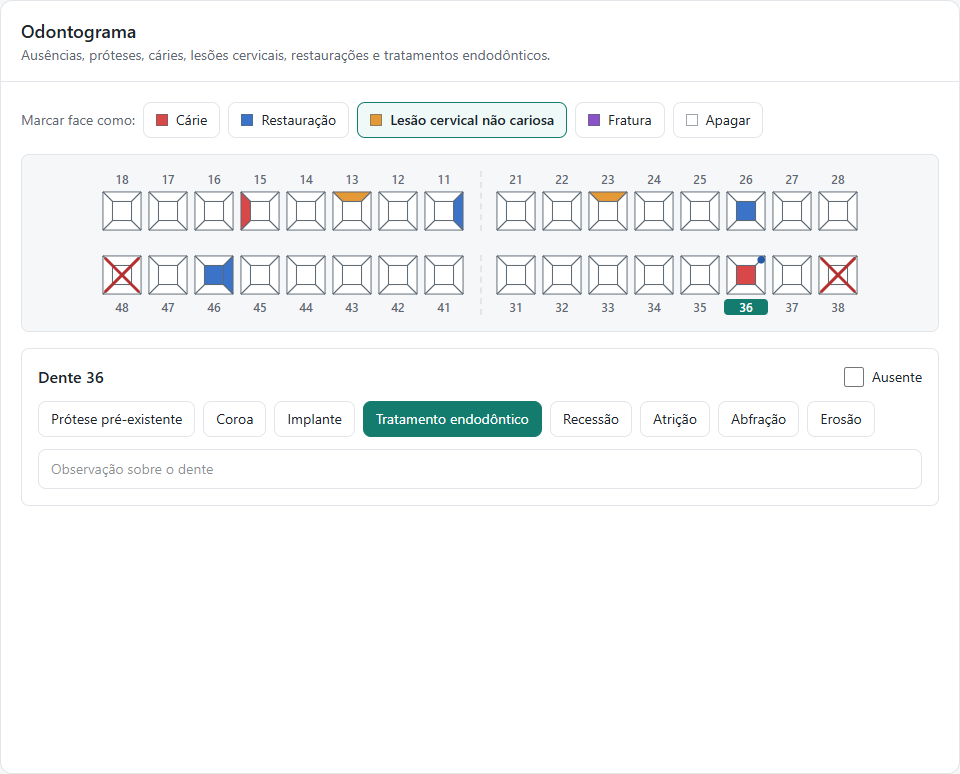 Odontograma
Ausências, próteses, cáries, lesões cervicais, restaurações e tratamentos endodônticos.
Marcar face como: Cárie Restauração Lesão cervical não cariosa Fratura Apagar
18 17 16 15 14 13 12 11 21 22 23 24 25 26 27 28
48 47 46 45 44 43 42 41 31 32 33 34 35 36 37 38
Dente 36 Ausente
Prótese pré-existente Coroa Implante Tratamento endodôntico Recessão Atrição Abfração Erosão
Observação sobre o dente